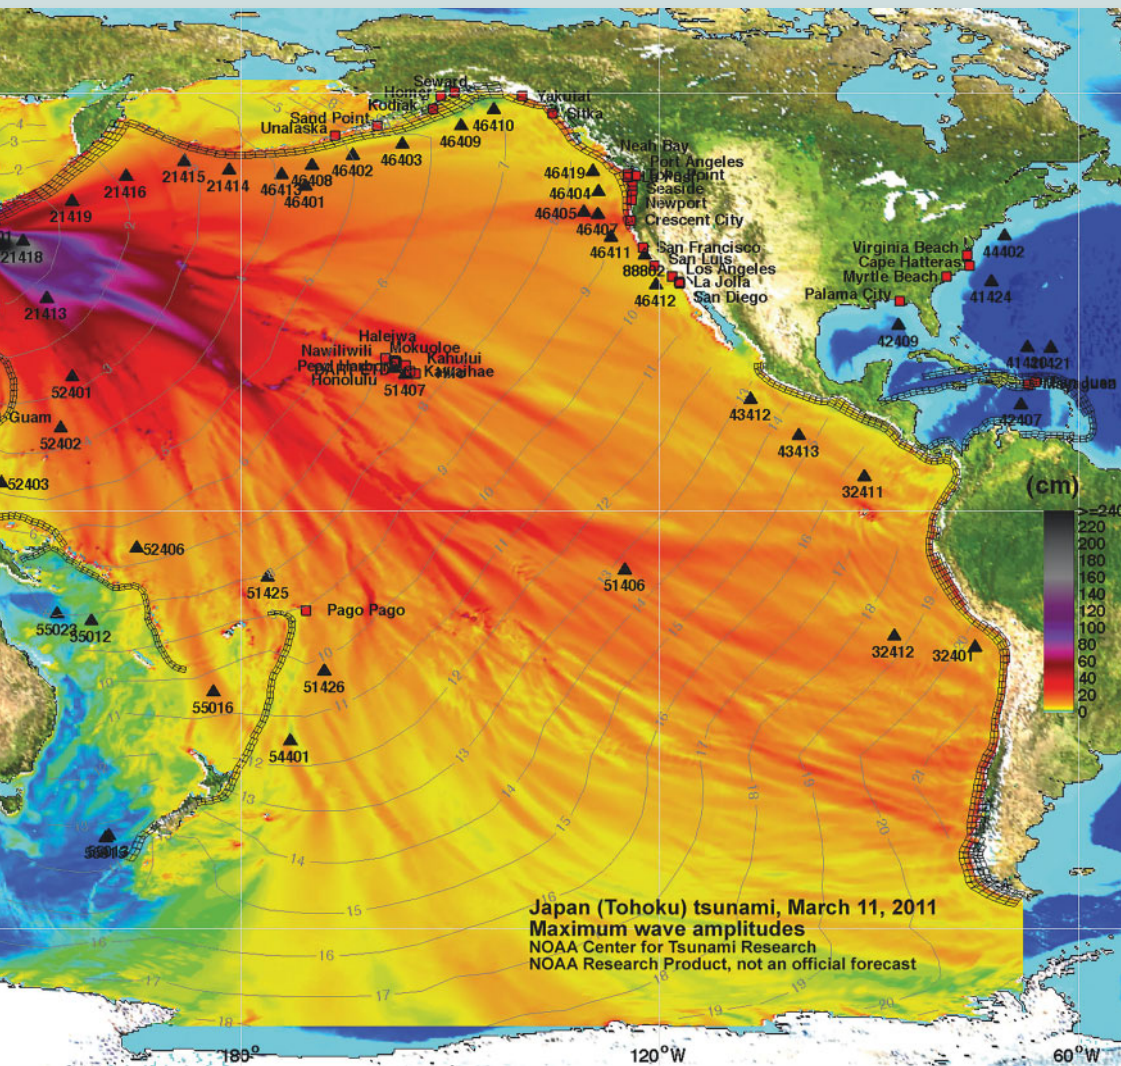 Seward
Homer
Kodiak
Yakutat
Sitka
Sand Point
Unalaska
46410
46409
46403
46402
46408
46413
46401
21415
21414
21416
21419
21418
21413
Neah Bay
Port Angeles
46419
46404
Seaside
Newport
46405
46407
Crescent City
46411
San Francisco
San Luis
46412
Los Angeles
La Jolla
San Diego
Virginia Beach
Cape Hatteras
Myrtle Beach
Palama City
44402
41424
42409
42407
Haleiwa
Nawiliwili
Mokuoloe
Kahului
Kawaihae
Pearl Harbor
Honolulu
51407
52401
Guam
52402
52403
52406
43412
43413
32411
(cm)
>=240
220
200
180
160
140
120
100
80
60
40
20
0
51425
51406
Pago Pago
55023
55012
51426
55016
54401
32412
32401
Japan (Tohoku) tsunami, March 11, 2011
Maximum wave amplitudes
NOAA Center for Tsunami Research
NOAA Research Product, not an official forecast
180°
120°W
60°W